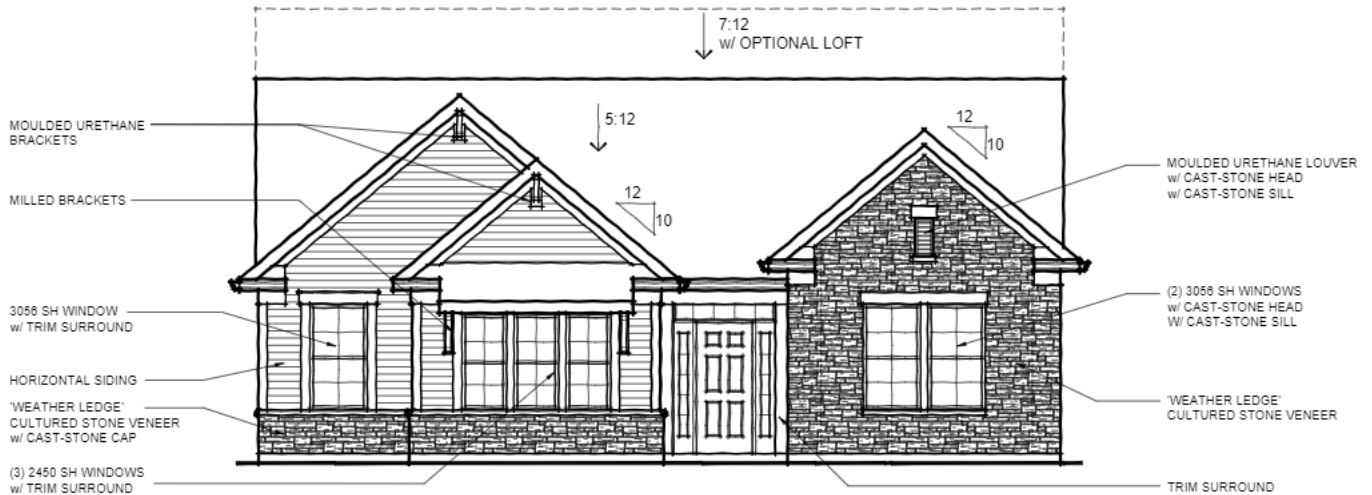 7:12
w/ OPTIONAL LOFT
5:12
12
10
12
10
MOULDED URETHANE
BRACKETS
MILLED BRACKETS
3056 SH WINDOW
w/ TRIM SURROUND
HORIZONTAL SIDING
'WEATHER LEDGE'
CULTURED STONE VENEER
w/ CAST-STONE CAP
(3) 2450 SH WINDOWS
w/ TRIM SURROUND
MOULDED URETHANE LOUVER
w/ CAST-STONE HEAD
w/ CAST-STONE SILL
(2) 3056 SH WINDOWS
w/ CAST-STONE HEAD
W/ CAST-STONE SILL
'WEATHER LEDGE'
CULTURED STONE VENEER
TRIM SURROUND